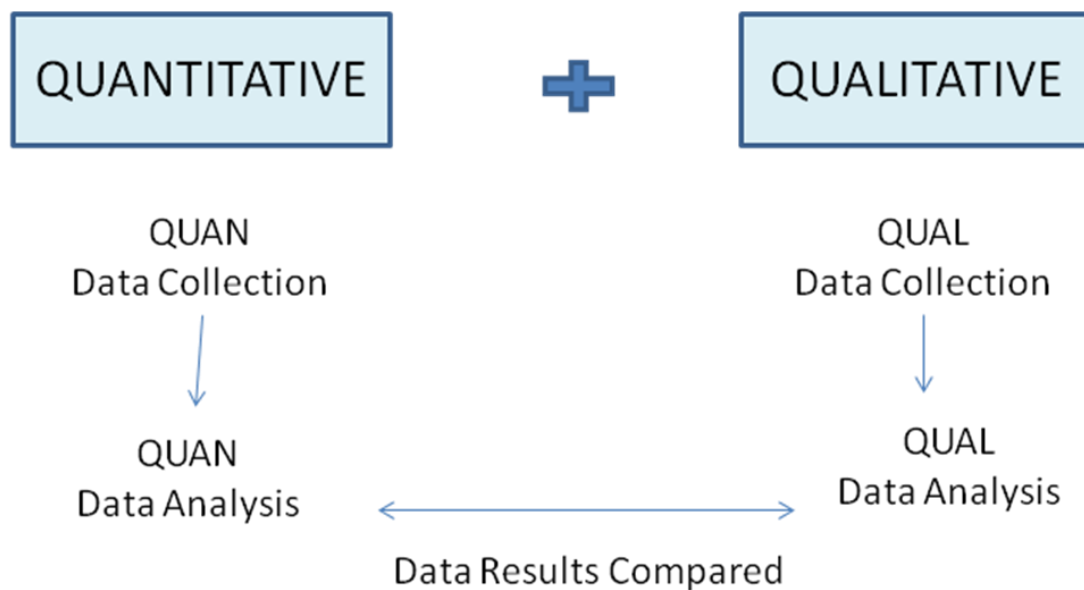 QUANTITATIVE
QUALITATIVE
QUAN
Data Collection
QUAL
Data Collection
QUAN
Data Analysis
QUAL
Data Analysis
Data Results Compared